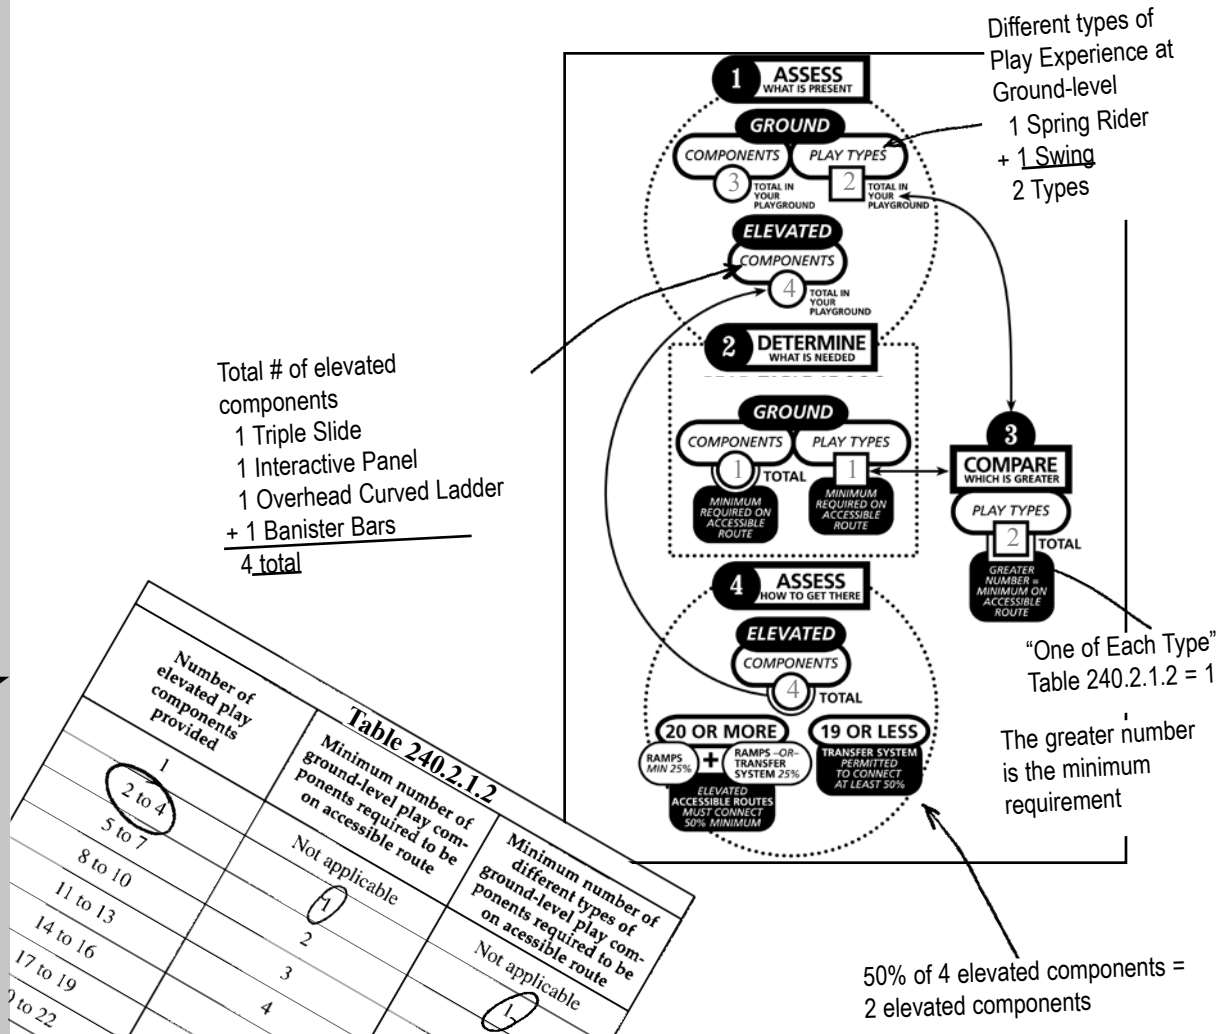 Different types of
Play Experience at
Ground-level
1 Spring Rider
+ 1 Swing
2 Types
1
ASSESS
WHAT IS PRESENT
GROUND
COMPONENTS
PLAY TYPES
3
TOTAL IN
YOUR
PLAYGROUND
2
TOTAL IN
YOUR
PLAYGROUND
ELEVATED
COMPONENTS
4
TOTAL IN
YOUR
PLAYGROUND
Total # of elevated
components
1 Triple Slide
1 Interactive Panel
1 Overhead Curved Ladder
+ 1 Banister Bars
4 total
2
DETERMINE
WHAT IS NEEDED
GROUND
COMPONENTS
PLAY TYPES
1
TOTAL
1
MINIMUM
REQUIRED ON
ACCESSIBLE
ROUTE
MINIMUM
REQUIRED ON
ACCESSIBLE
ROUTE
3
COMPARE
WHICH IS GREATER
PLAY TYPES
2
TOTAL
GREATER
NUMBER =
MINIMUM ON
ACCESSIBLE
ROUTE
"One of Each Type"
Table 240.2.1.2 = 1
The greater number
is the minimum
requirement
4
ASSESS
HOW TO GET THERE
ELEVATED
COMPONENTS
4
TOTAL
20 OR MORE
RAMPS
MIN 25%
+
RAMPS –OR–
TRANSFER
SYSTEM 25%
ELEVATED
ACCESSIBLE ROUTES
MUST CONNECT
50% MINIMUM
19 OR LESS
TRANSFER SYSTEM
PERMITTED
TO CONNECT
AT LEAST 50%
50% of 4 elevated components =
2 elevated components
Table 240.2.1.2
Number of
elevated play
components
provided
Minimum number of
ground-level play com-
ponents required to be
on accessible route
Minimum number of
different types of
ground-level play com-
ponents required to be
on acessible route
1
Not applicable
Not applicable
2 to 4
1
1
5 to 7
2
8 to 10
3
11 to 13
4
14 to 16
17 to 19
0 to 22